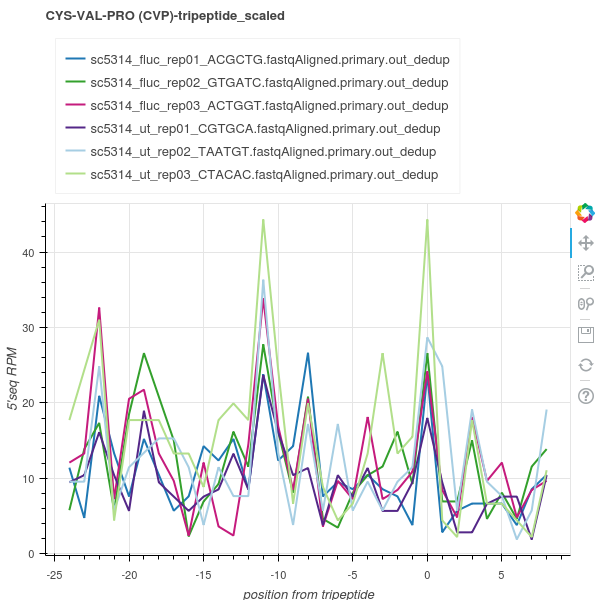 CYS-VAL-PRO (CVP)-tripeptide_scaled
sc5314_fluc_rep01_ACGCTG.fastqAligned.primary.out_dedup
sc5314_fluc_rep02_GTGATC.fastqAligned.primary.out_dedup
sc5314_fluc_rep03_ACTGGT.fastqAligned.primary.out_dedup
sc5314_ut_rep01_CGTGCA.fastqAligned.primary.out_dedup
sc5314_ut_rep02_TAATGT.fastqAligned.primary.out_dedup
sc5314_ut_rep03_CTACAC.fastqAligned.primary.out_dedup
5'seq RPM
40
30
20
10
0
-25 -20 -15 -10 -5 0 5
position from tripeptide